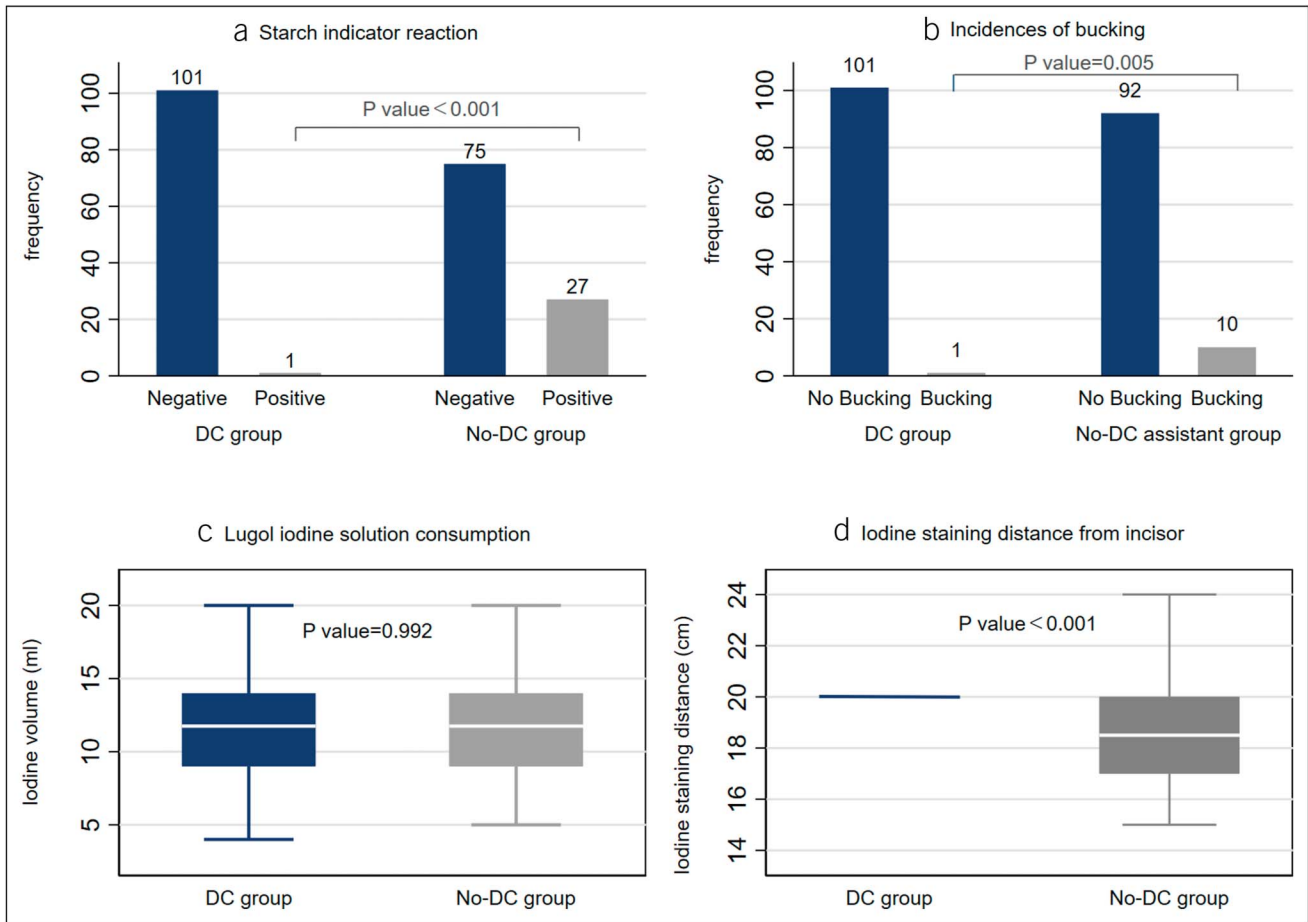 a Starch indicator reaction
frequency
100
80
60
40
20
0
101
P value<0.001
75
27
1
Negative Positive Negative Positive
DC group No-DC group
b Incidences of bucking
frequency
100
80
60
40
20
0
P value=0.005
101
92
10
1
No Bucking Bucking No Bucking Bucking
DC group No-DC assistant group
c Lugol iodine solution consumption
Iodine volume (ml)
20
15
10
5
P value=0.992
DC group No-DC group
d Iodine staining distance from incisor
Iodine staining distance (cm)
24
22
20
18
16
14
P value<0.001
DC group No-DC group